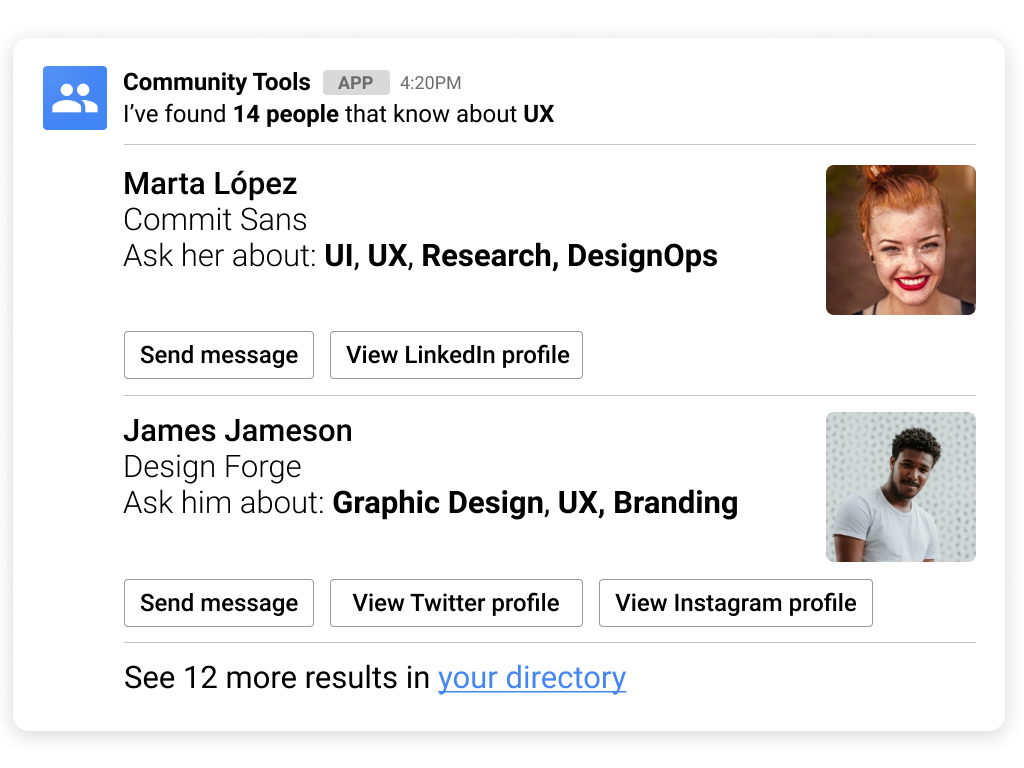 Community Tools APP 4:20PM
I’ve found 14 people that know about UX
Marta López
Commit Sans
Ask her about: UI, UX, Research, DesignOps
Send message View LinkedIn profile
James Jameson
Design Forge
Ask him about: Graphic Design, UX, Branding
Send message View Twitter profile View Instagram profile
See 12 more results in your directory